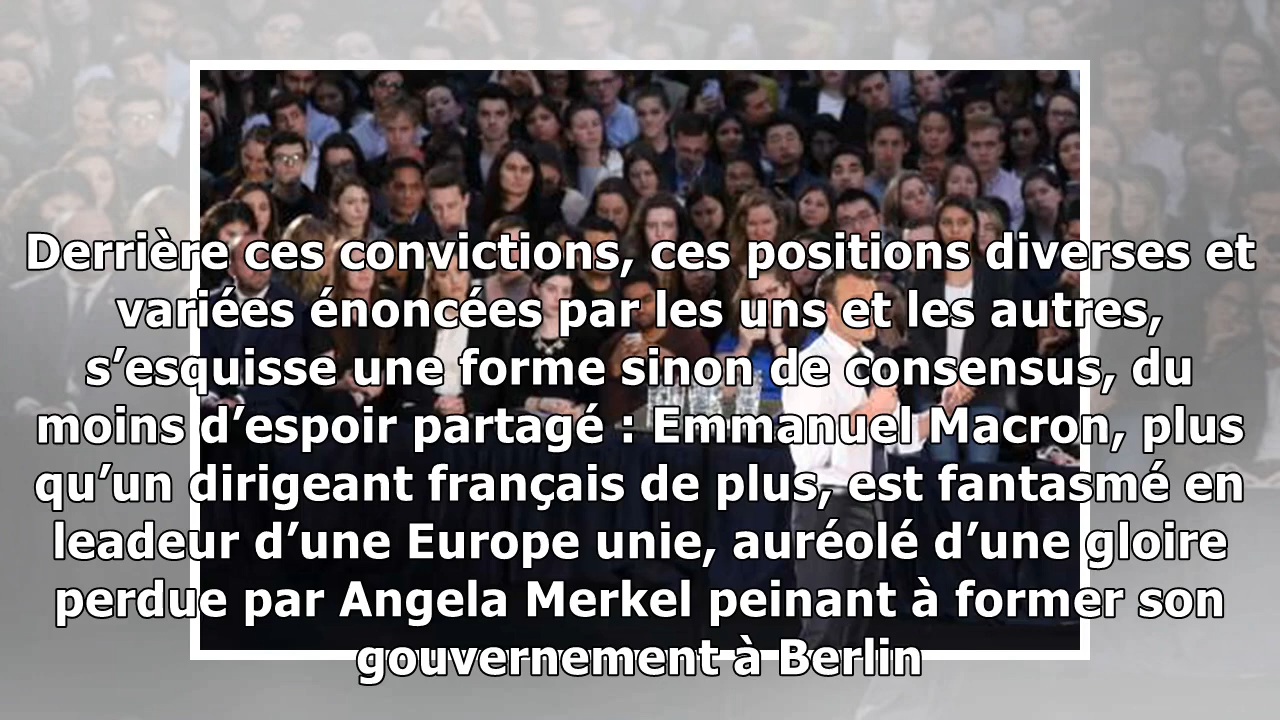 Derrière ces convictions, ces positions diverses et
variées énoncées par les uns et les autres,
s’esquisse une forme sinon de consensus, du
moins d’espoir partagé : Emmanuel Macron, plus
qu’un dirigeant français de plus, est fantasmé en
leadeur d’une Europe unie, auréolé d’une gloire
perdue par Angela Merkel peinant à former son
gouvernement à Berlin